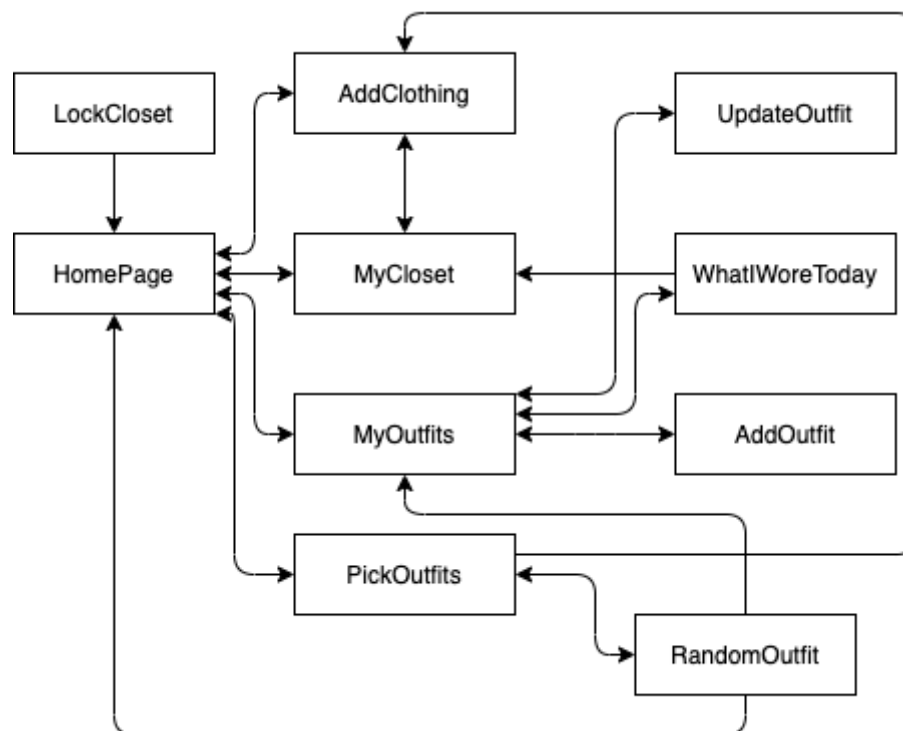 AddClothing
LockCloset
UpdateOutfit
HomePage
MyCloset
WhatIWoreToday
MyOutfits
AddOutfit
PickOutfits
RandomOutfit